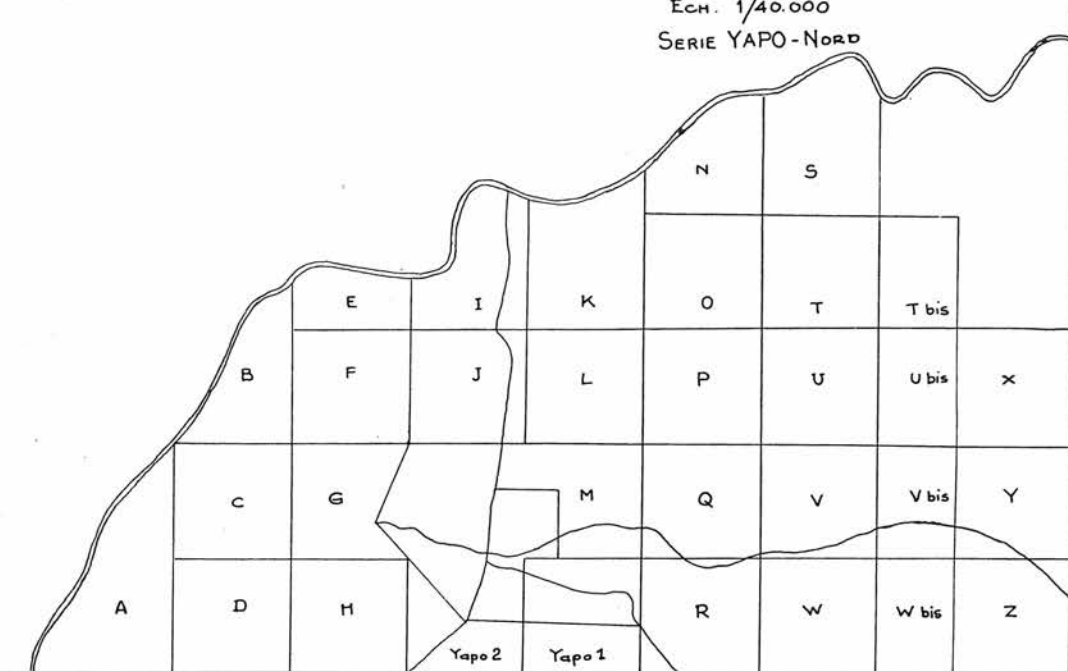 ECH. 1/40.000
SERIE YAPO-NORD
N S
E I K O T T bis
B F J L P U U bis X
C G M Q V V bis Y
A D H R W W bis Z
Yapo 2 Yapo 1